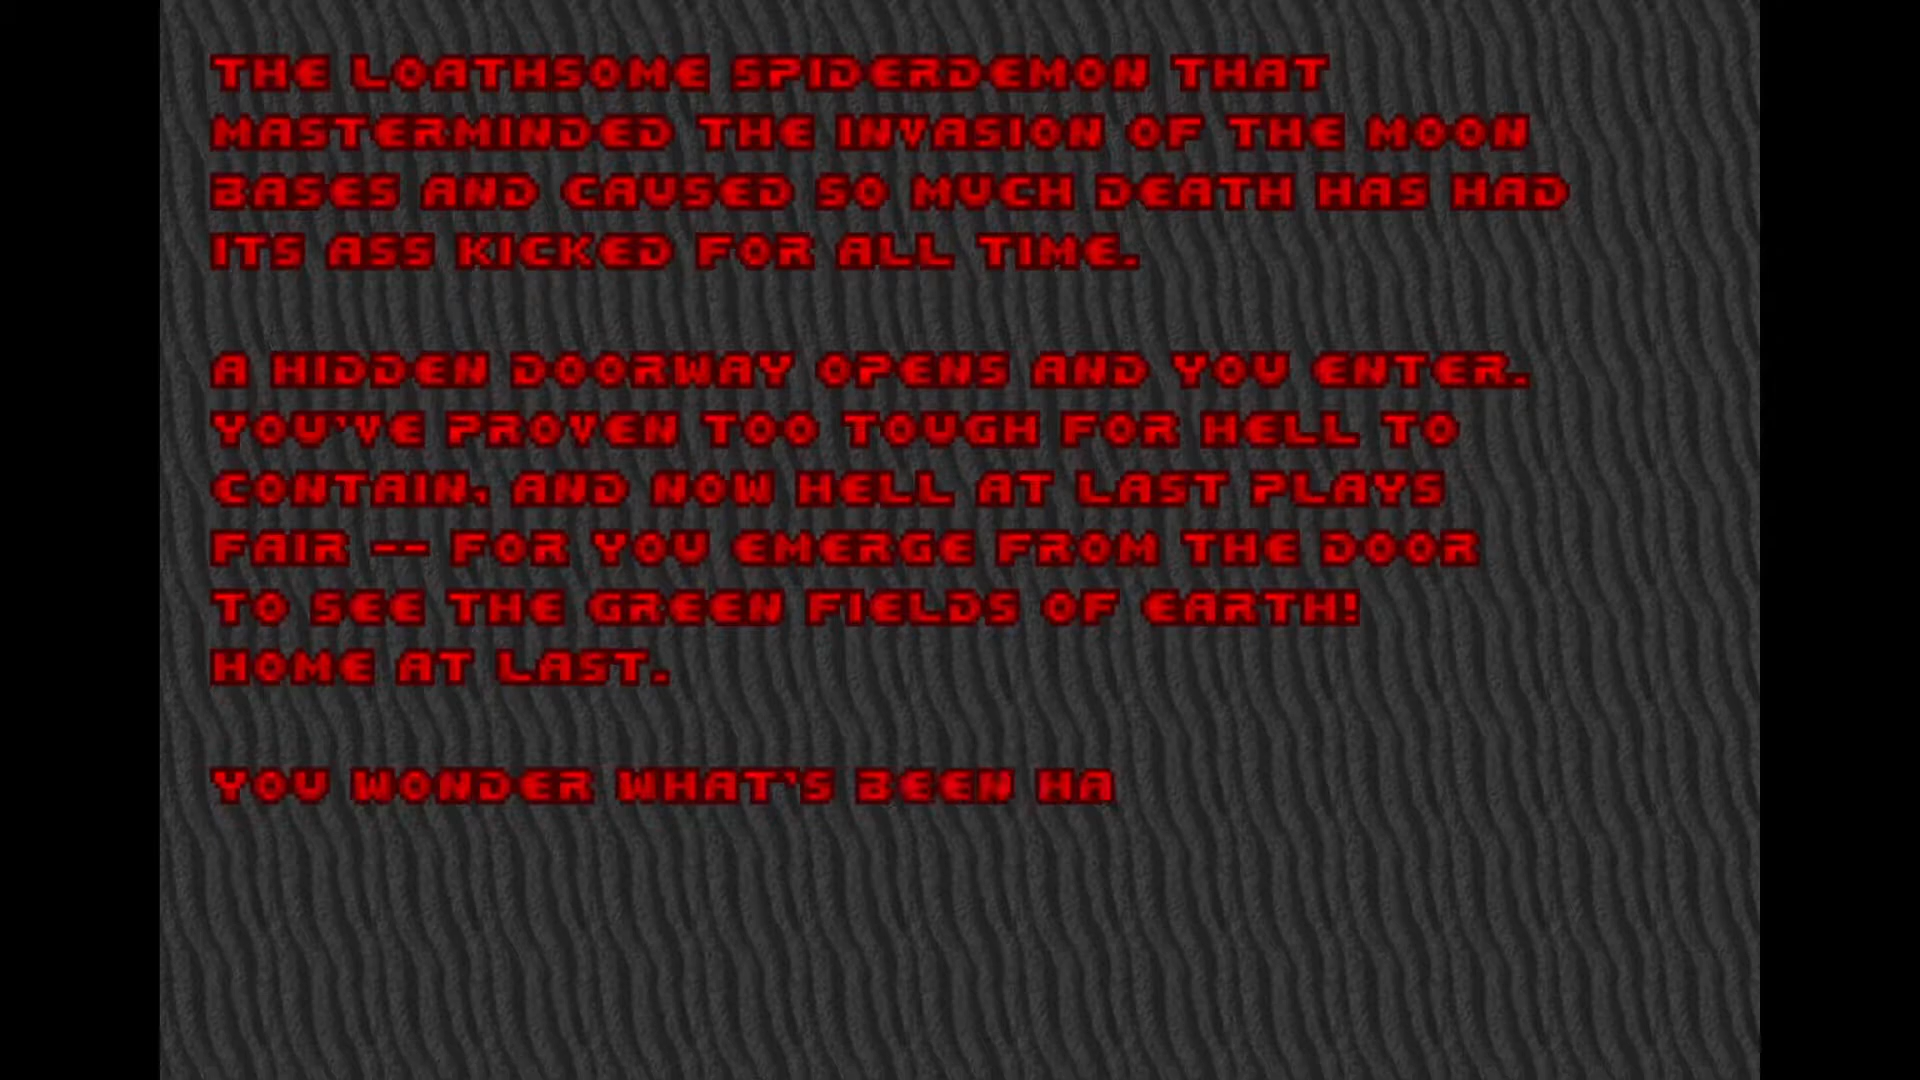 THE LOATHSOME SPIDERDEMON THAT
MASTERMINDED THE INVASION OF THE MOON
BASES AND CAUSED SO MUCH DEATH HAS HAD
ITS ASS KICKED FOR ALL TIME.
A HIDDEN DOORWAY OPENS AND YOU ENTER.
YOU'VE PROVEN TOO TOUGH FOR HELL TO
CONTAIN, AND NOW HELL AT LAST PLAYS
FAIR -- FOR YOU EMERGE FROM THE DOOR
TO SEE THE GREEN FIELDS OF EARTH!
HOME AT LAST.
YOU WONDER WHAT'S BEEN HA